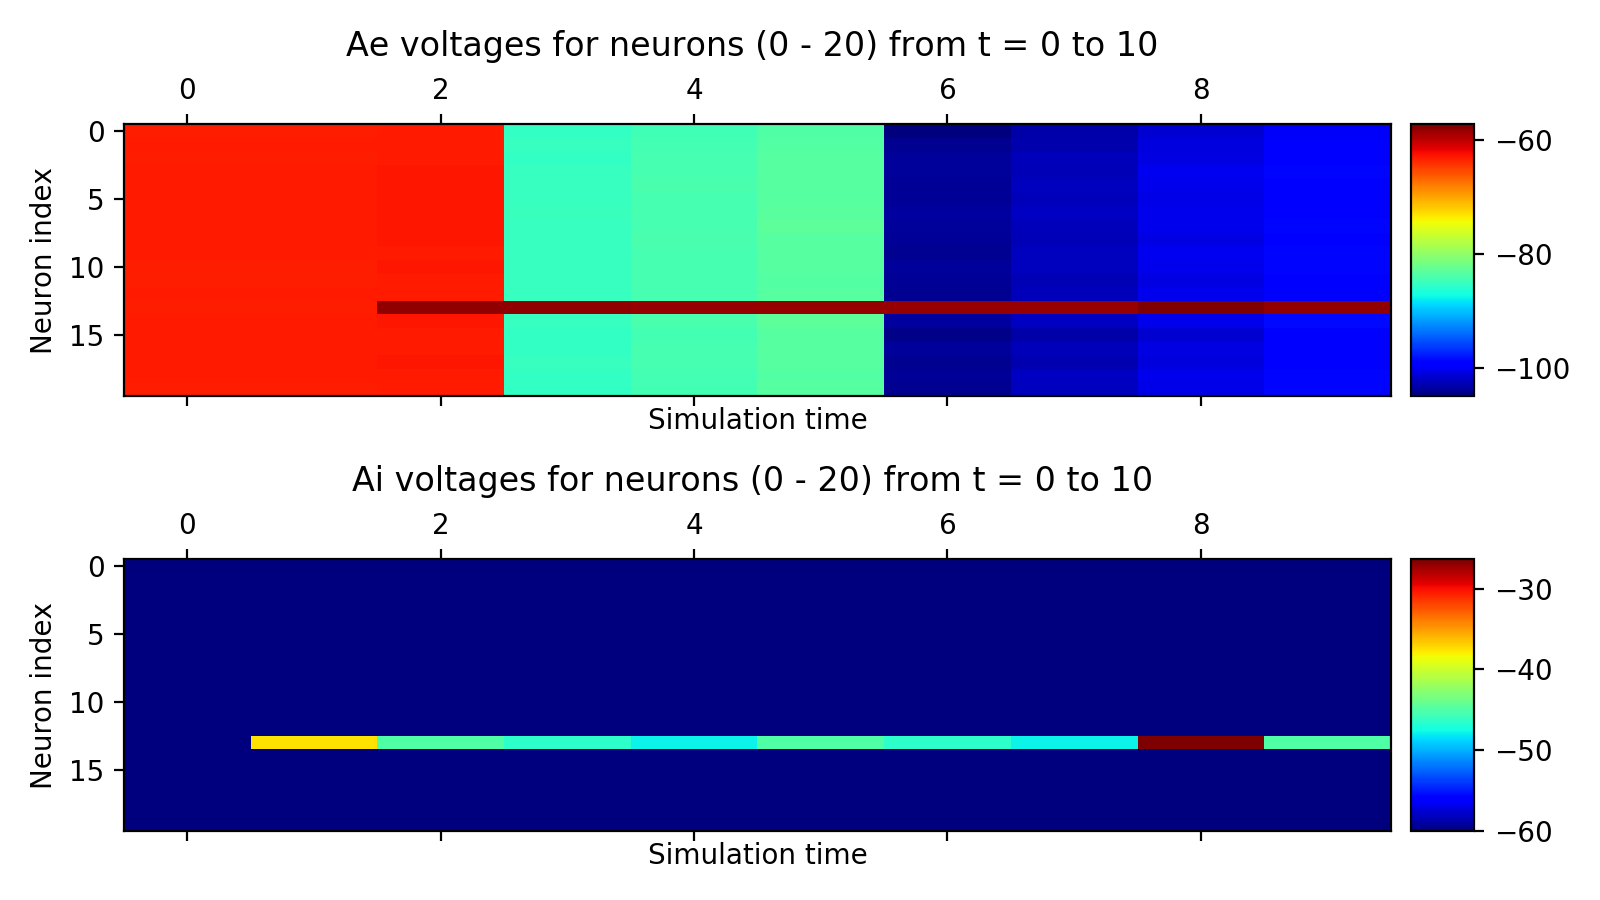 Ae voltages for neurons (0 - 20) from t = 0 to 10
0 2 4 6 8
Neuron index
0
5
10
15
Simulation time
−60
−80
−100
Ai voltages for neurons (0 - 20) from t = 0 to 10
0 2 4 6 8
Neuron index
0
5
10
15
Simulation time
−30
−40
−50
−60